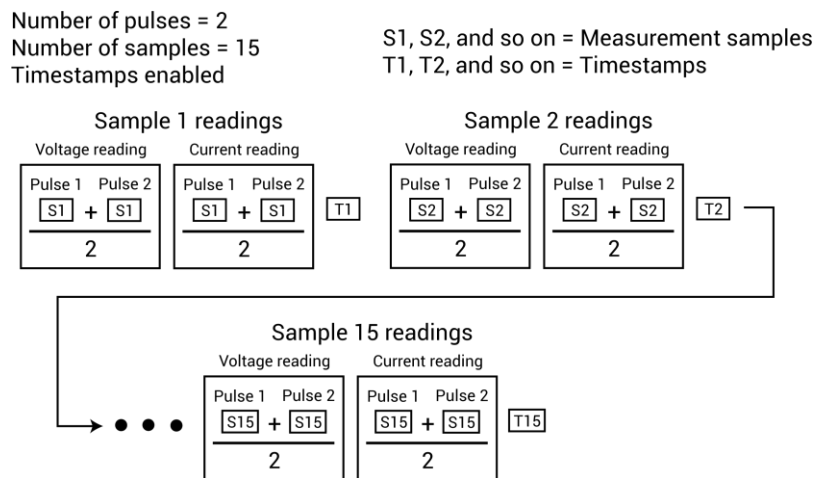 Number of pulses = 2
Number of samples = 15
Timestamps enabled
S1, S2, and so on = Measurement samples
T1, T2, and so on = Timestamps
Sample 1 readings
Voltage reading
Current reading
Pulse 1 Pulse 2
S1 + S1
2
Pulse 1 Pulse 2
S1 + S1
2
T1
Sample 2 readings
Voltage reading
Current reading
Pulse 1 Pulse 2
S2 + S2
2
Pulse 1 Pulse 2
S2 + S2
2
T2
Sample 15 readings
Voltage reading
Current reading
Pulse 1 Pulse 2
S15 + S15
2
Pulse 1 Pulse 2
S15 + S15
2
T15